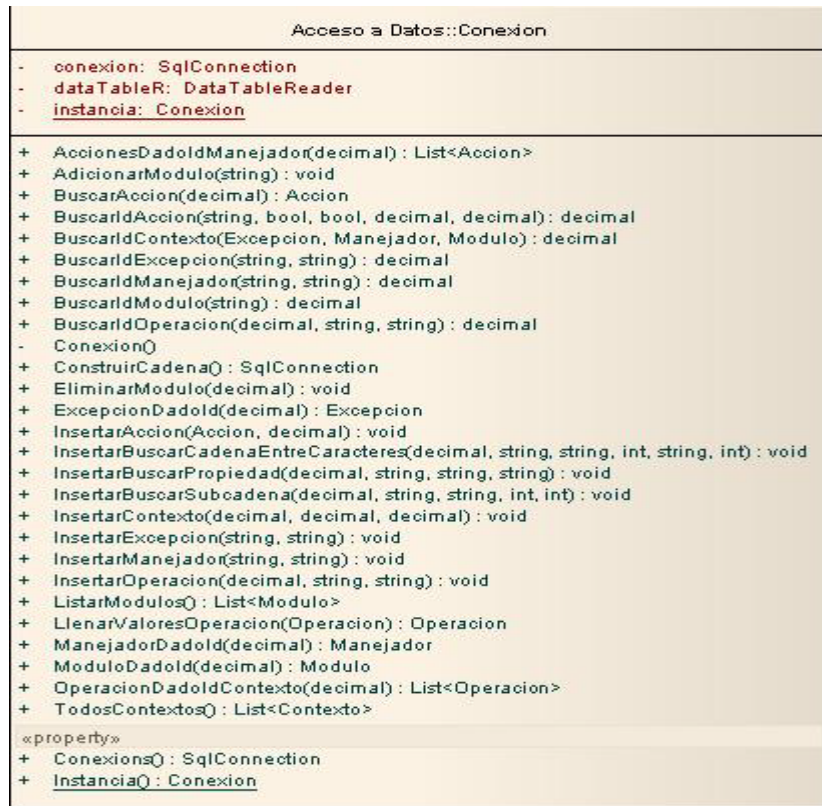 Acceso a Datos::Conexion
- conexion: SqlConnection
- dataTableR: DataTableReader
- instancia: Conexion
+ AccionesDadoIdManejador(decimal) : List<Accion>
+ AdicionarModulo(string) : void
+ BuscarAccion(decimal) : Accion
+ BuscarIdAccion(string, bool, bool, decimal, decimal) : decimal
+ BuscarIdContexto(Excepcion, Manejador, Modulo) : decimal
+ BuscarIdExcepcion(string, string) : decimal
+ BuscarIdManejador(string, string) : decimal
+ BuscarIdModulo(string) : decimal
+ BuscarIdOperacion(decimal, string, string) : decimal
- Conexion()
+ ConstruirCadena() : SqlConnection
+ EliminarModulo(decimal) : void
+ ExcepcionDadoId(decimal) : Excepcion
+ InsertarAccion(Accion, decimal) : void
+ InsertarBuscarCadenaEntreCaracteres(decimal, string, string, int, string, int) : void
+ InsertarBuscarPropiedad(decimal, string, string, string) : void
+ InsertarBuscarSubcadena(decimal, string, string, int, int) : void
+ InsertarContexto(decimal, decimal, decimal) : void
+ InsertarExcepcion(string, string) : void
+ InsertarManejador(string, string) : void
+ InsertarOperacion(decimal, string, string) : void
+ ListarModulos() : List<Modulo>
+ LlenarValoresOperacion(Operacion) : Operacion
+ ManejadorDadoId(decimal) : Manejador
+ ModuloDadoId(decimal) : Modulo
+ OperacionDadoIdContexto(decimal) : List<Operacion>
+ TodosContextos() : List<Contexto>
«property»
+ Conexions() : SqlConnection
+ Instancia() : Conexion